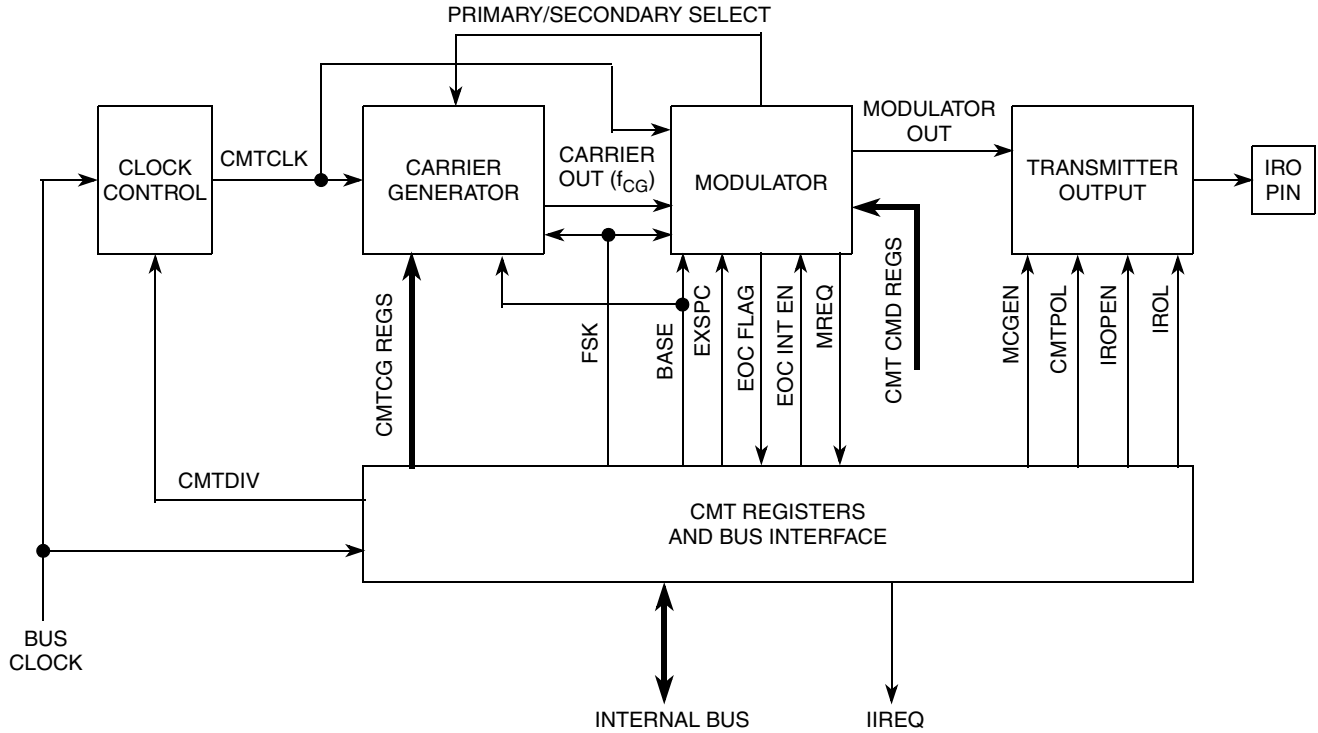 PRIMARY/SECONDARY SELECT
CLOCK
CONTROL
CMTCLK
CARRIER
GENERATOR
CARRIER
OUT (fCG)
MODULATOR
MODULATOR
OUT
TRANSMITTER
OUTPUT
IRO
PIN
CMTCG REGS
FSK
BASE
EXSPC
EOC FLAG
EOC INT EN
MREQ
CMT CMD REGS
MCGEN
CMTPOL
IROPEN
IROL
CMTDIV
CMT REGISTERS
AND BUS INTERFACE
BUS
CLOCK
INTERNAL BUS
IIREQ